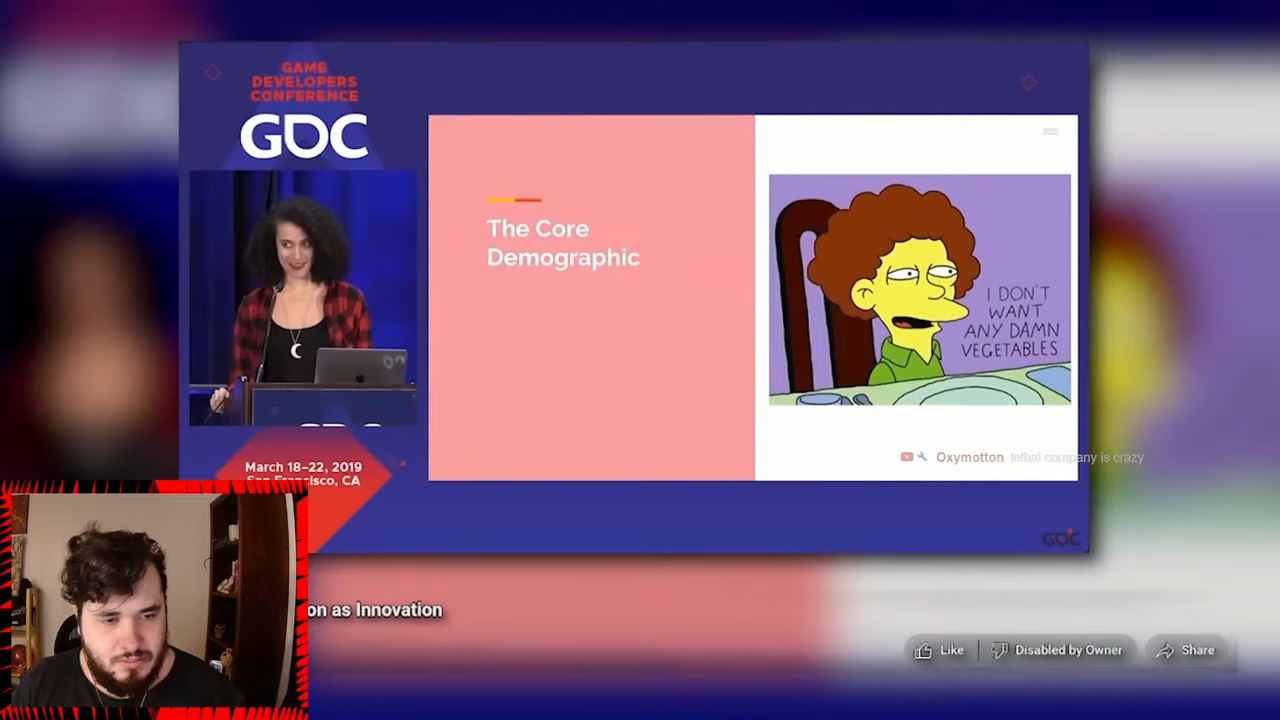 GAME
DEVELOPERS
CONFERENCE
GDC
The Core
Demographic
I DON'T
WANT
ANY DAMN
VEGETABLES
March 18-22, 2019
San Francisco, CA
Oxymotton lethal company is crazy
GDC
on as Innovation
Like
Disabled by Owner
Share